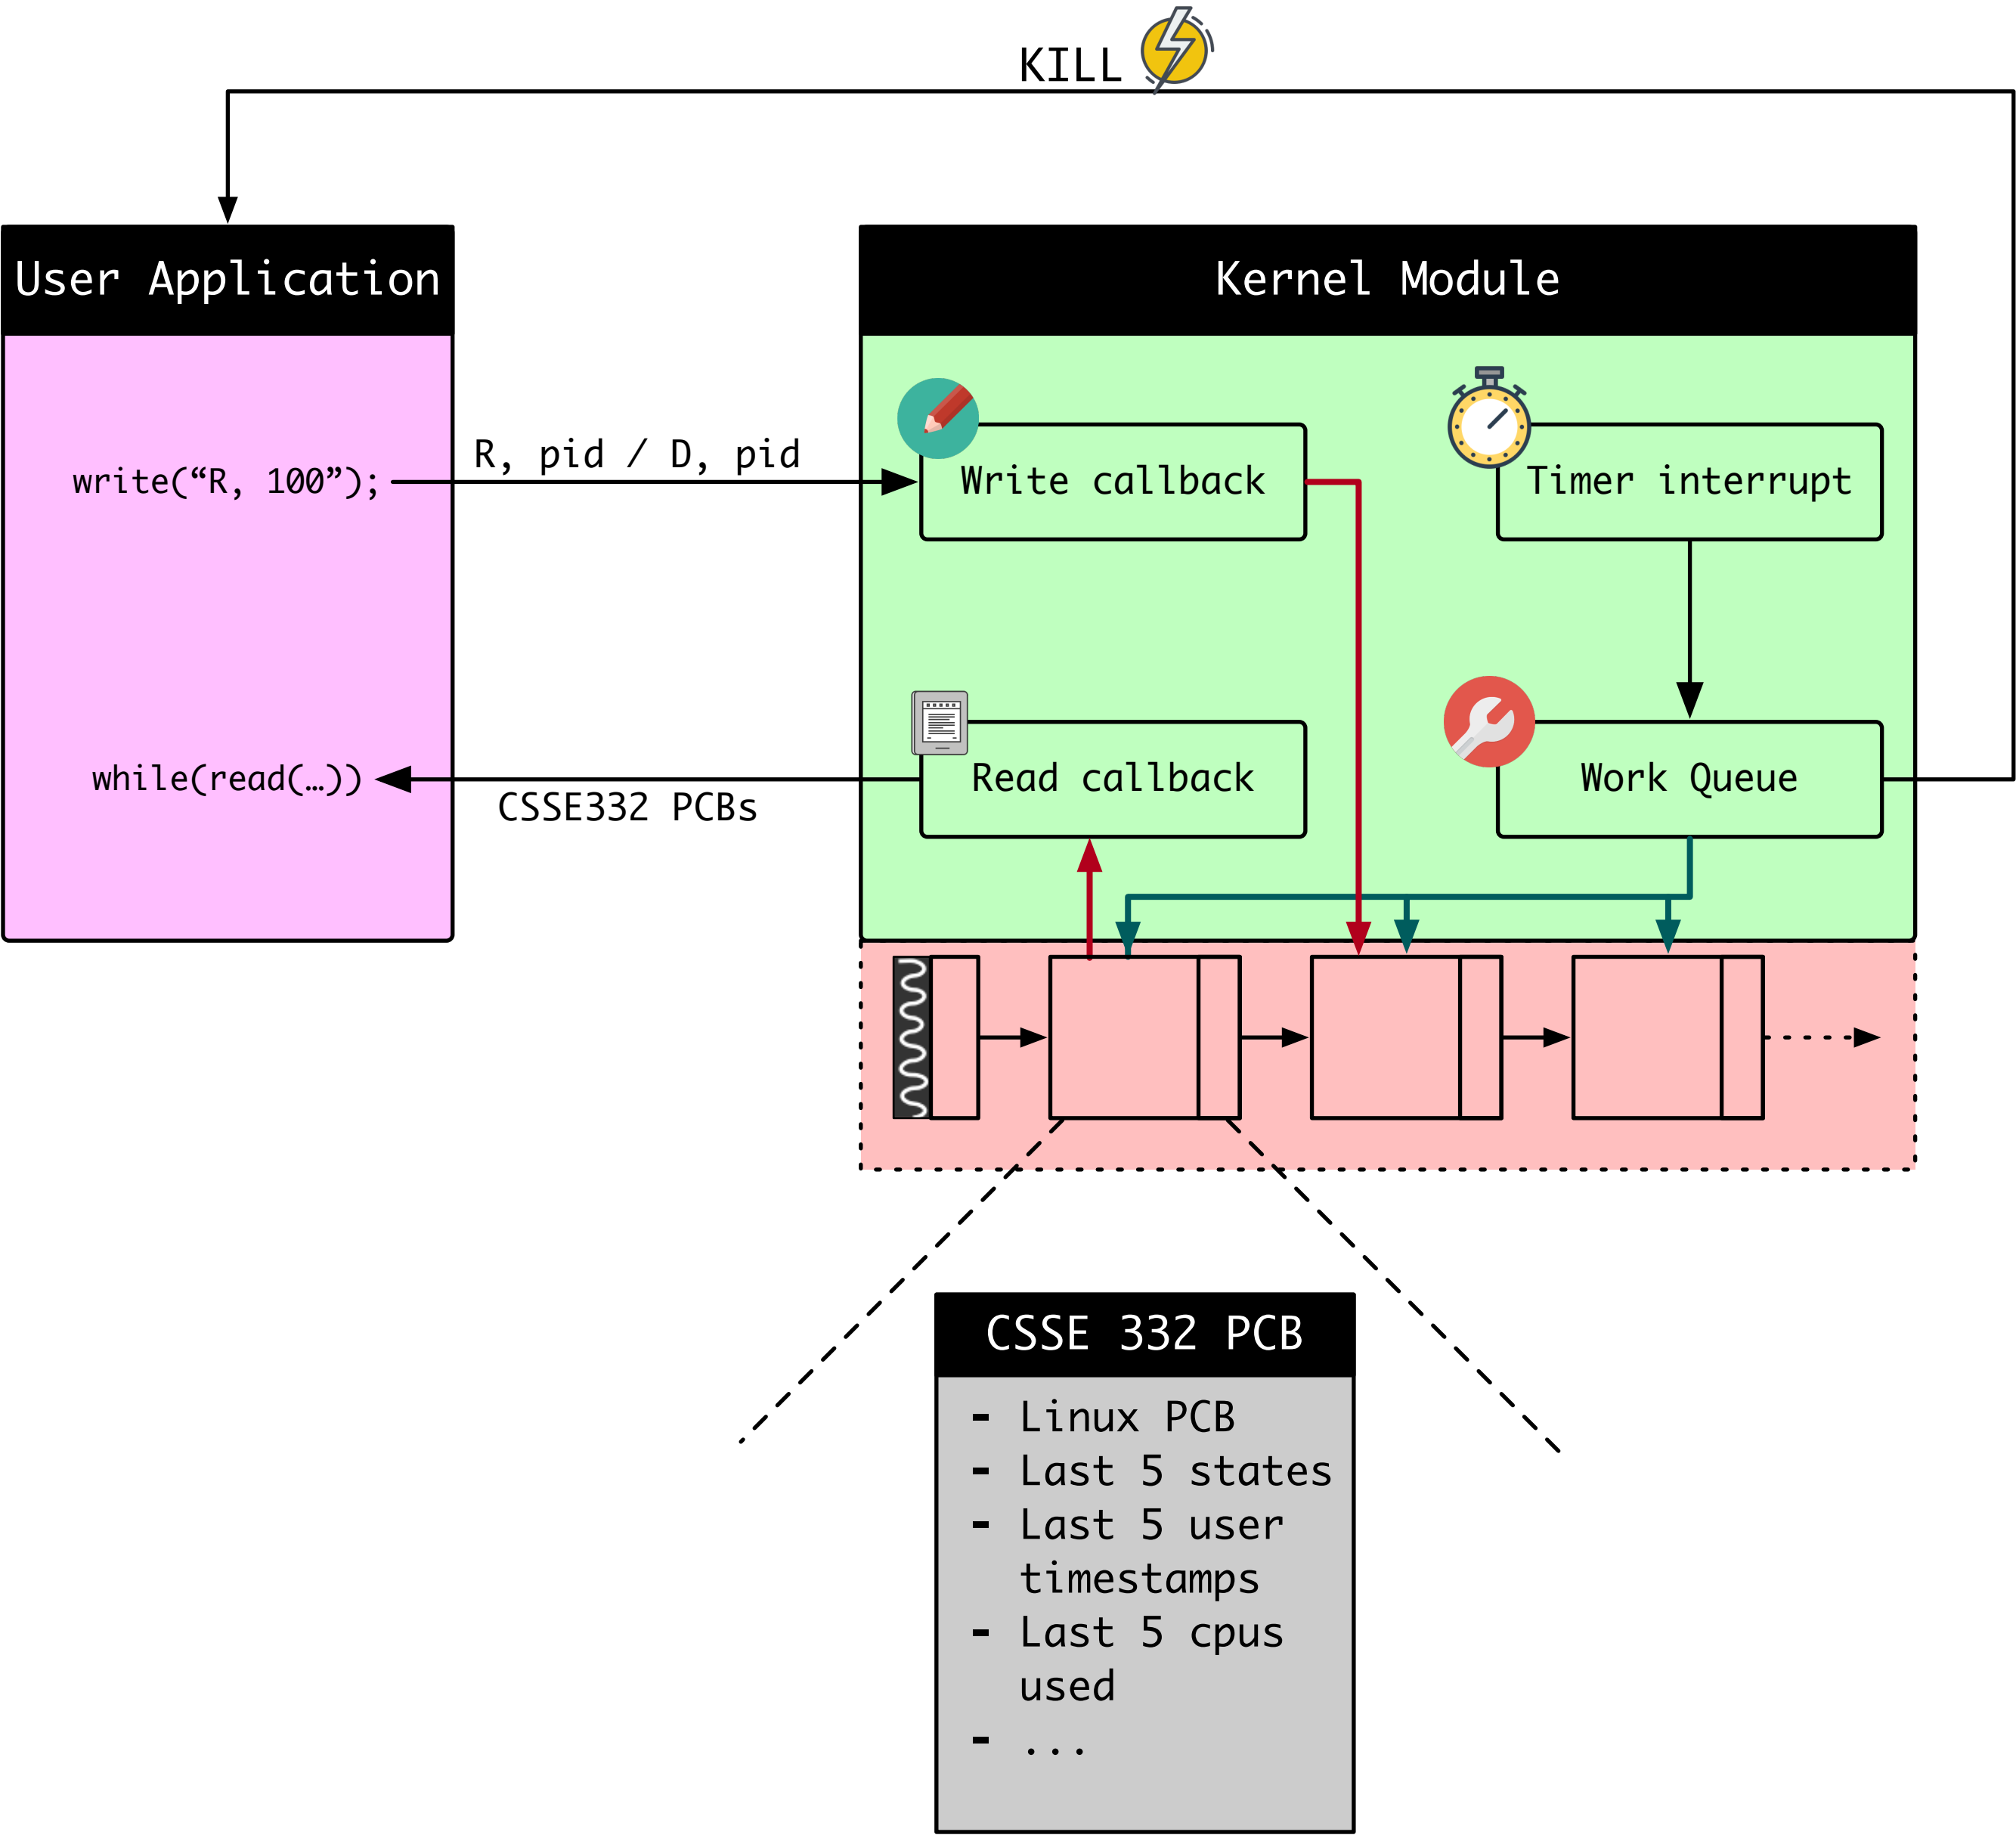 KILL
User Application
Kernel Module
write(“R, 100”);
R, pid / D, pid
Write callback
Timer interrupt
while(read(…))
CSSE332 PCBs
Read callback
Work Queue
CSSE 332 PCB
- Linux PCB
- Last 5 states
- Last 5 user
timestamps
- Last 5 cpus
used
- ...